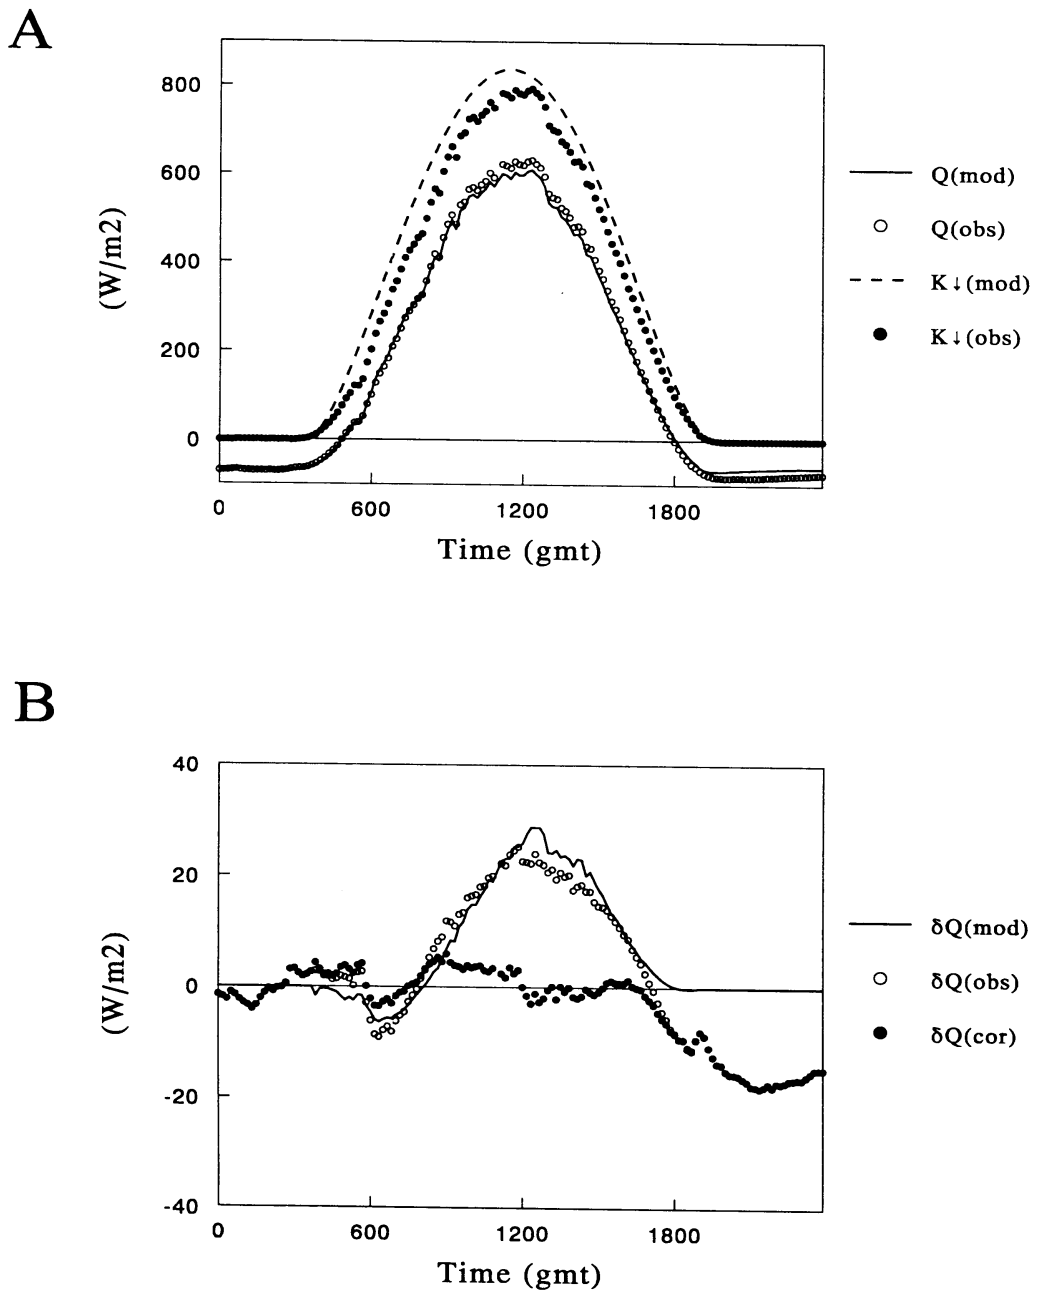 A
800
600
400
200
0
(W/m2)
0 600 1200 1800
Time (gmt)
Q(mod)
Q(obs)
K↓(mod)
K↓(obs)
B
40
20
0
-20
-40
(W/m2)
0 600 1200 1800
Time (gmt)
δQ(mod)
δQ(obs)
δQ(cor)